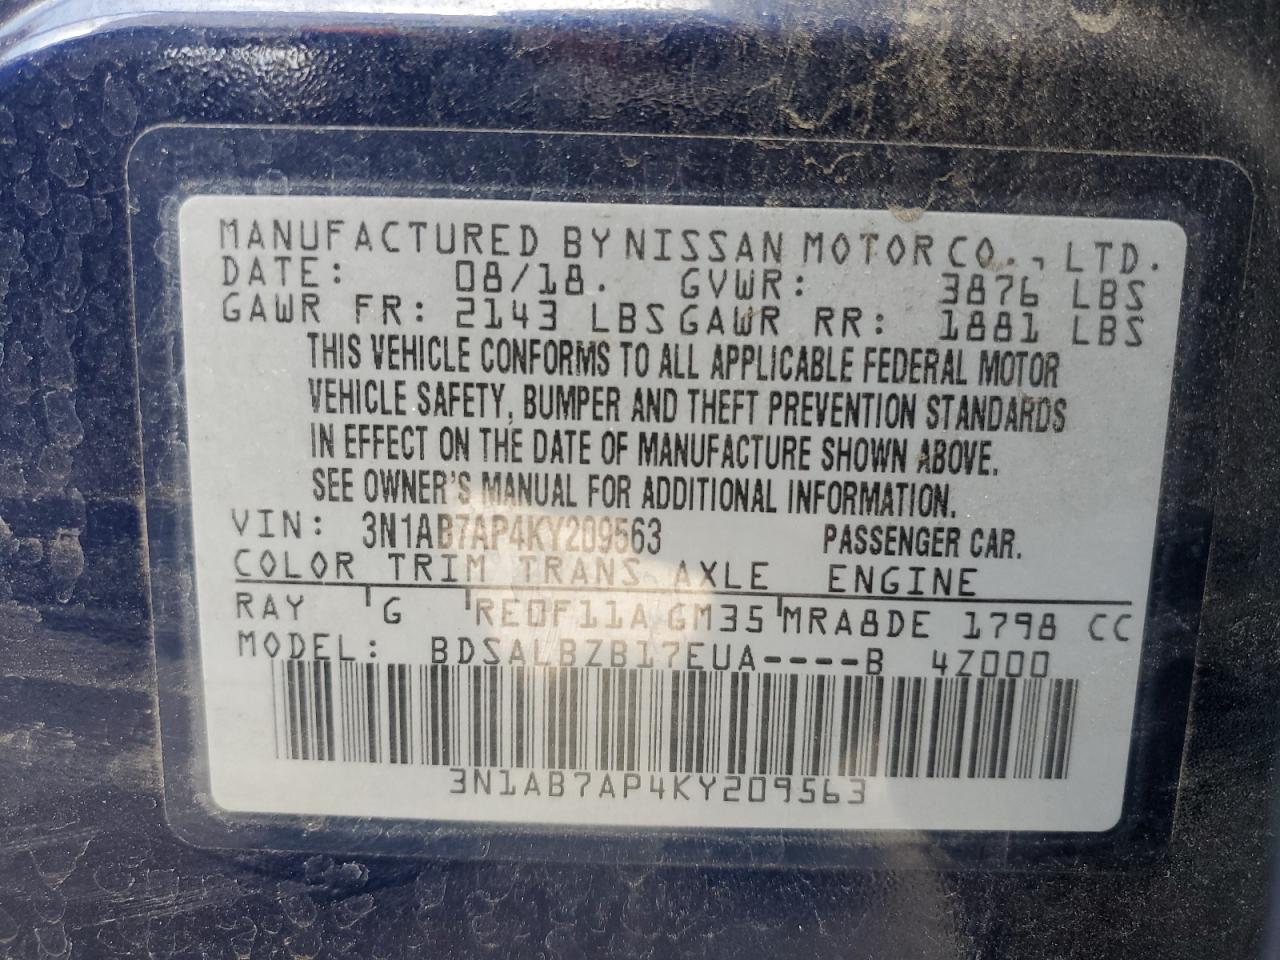 MANUFACTURED BY NISSAN MOTOR CO., LTD.
DATE: 08/18. GVWR: 3876 LBS
GAWR FR: 2143 LBS GAWR RR: 1881 LBS
THIS VEHICLE CONFORMS TO ALL APPLICABLE FEDERAL MOTOR
VEHICLE SAFETY, BUMPER AND THEFT PREVENTION STANDARDS
IN EFFECT ON THE DATE OF MANUFACTURE SHOWN ABOVE.
SEE OWNER'S MANUAL FOR ADDITIONAL INFORMATION.
VIN: 3N1AB7AP4KY209563 PASSENGER CAR.
COLOR TRIM TRANS AXLE ENGINE
RAY G RE0F11A GM35 MRA8DE 1798 CC
MODEL: BDSALBZB17EUA----B 4Z000
3N1AB7AP4KY209563